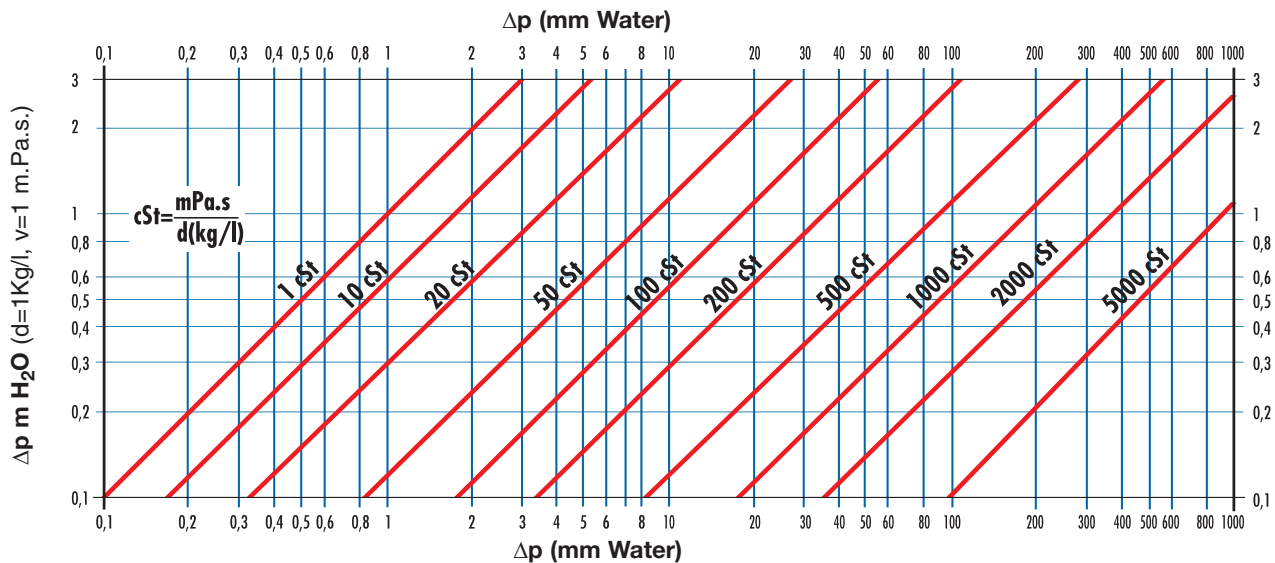 Δp (mm Water)
0,1 0,2 0,3 0,4 0,5 0,6 0,8 1 2 3 4 5 6 8 10 20 30 40 50 60 80 100 200 300 400 500 600 800 1000
3 3
2 2
1 1
0,8 0,8
0,6 0,6
0,5 0,5
0,4 0,4
0,3 0,3
0,2 0,2
0,1 0,1
Δp m H₂O (d=1Kg/l, v=1 m.Pa.s.)
cSt= mPa.s
d(kg/l)
1 cSt
10 cSt
20 cSt
50 cSt
100 cSt
200 cSt
500 cSt
1000 cSt
2000 cSt
5000 cSt
0,1 0,2 0,3 0,4 0,5 0,6 0,8 1 2 3 4 5 6 8 10 20 30 40 50 60 80 100 200 300 400 500 600 800 1000
Δp (mm Water)